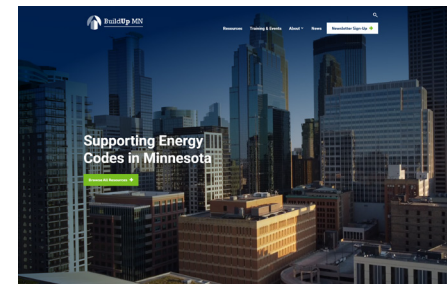 BuildUp MN
Resources Training & Events About News Newsletter Sign-Up
Supporting Energy
Codes in Minnesota
Browse All Resources